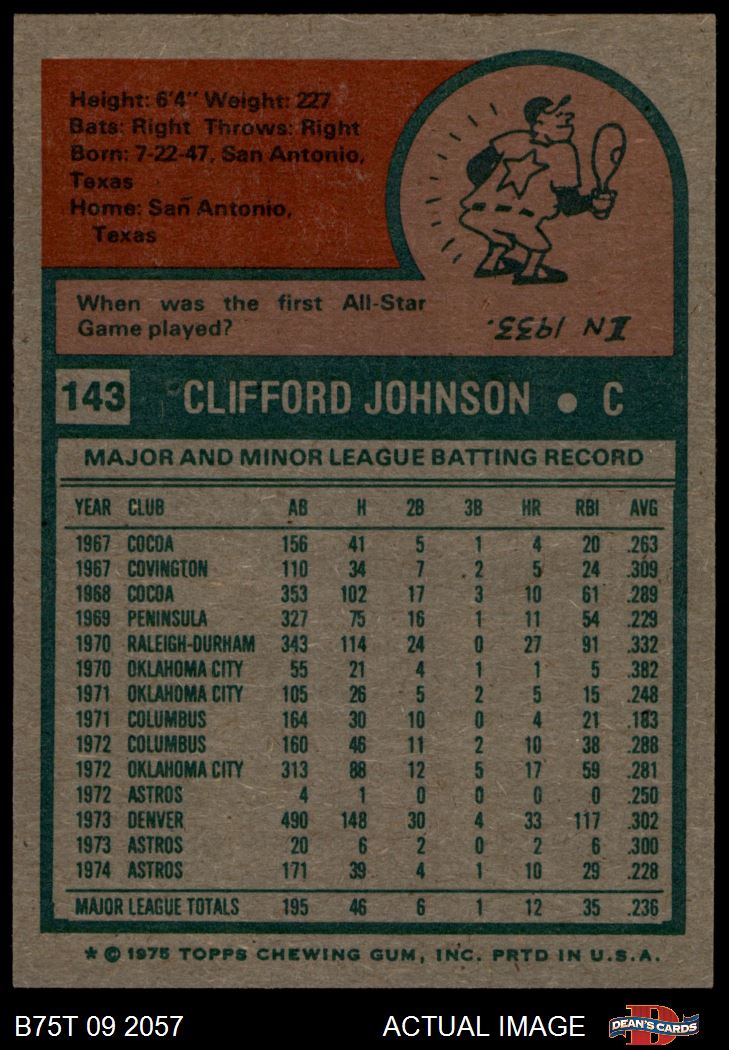 Height: 6'4" Weight: 227
Bats: Right Throws: Right
Born: 7-22-47, San Antonio,
Texas
Home: San Antonio,
Texas
When was the first All-Star
Game played?
IN 1933.
143 CLIFFORD JOHNSON • C
MAJOR AND MINOR LEAGUE BATTING RECORD
YEAR CLUB AB H 2B 3B HR RBI AVG
1967 COCOA 156 41 5 1 4 20 .263
1967 COVINGTON 110 34 7 2 5 24 .309
1968 COCOA 353 102 17 3 10 61 .289
1969 PENINSULA 327 75 16 1 11 54 .229
1970 RALEIGH-DURHAM 343 114 24 0 27 91 .332
1970 OKLAHOMA CITY 55 21 4 1 1 5 .382
1971 OKLAHOMA CITY 105 26 5 2 5 15 .248
1971 COLUMBUS 164 30 10 0 4 21 .183
1972 COLUMBUS 160 46 11 2 10 38 .288
1972 OKLAHOMA CITY 313 88 12 5 17 59 .281
1972 ASTROS 4 1 0 0 0 0 .250
1973 DENVER 490 148 30 4 33 117 .302
1973 ASTROS 20 6 2 0 2 6 .300
1974 ASTROS 171 39 4 1 10 29 .228
MAJOR LEAGUE TOTALS 195 46 6 1 12 35 .236
* © 1975 TOPPS CHEWING GUM, INC. PRTD IN U.S.A.
B75T 09 2057 ACTUAL IMAGE DEAN'S CARDS